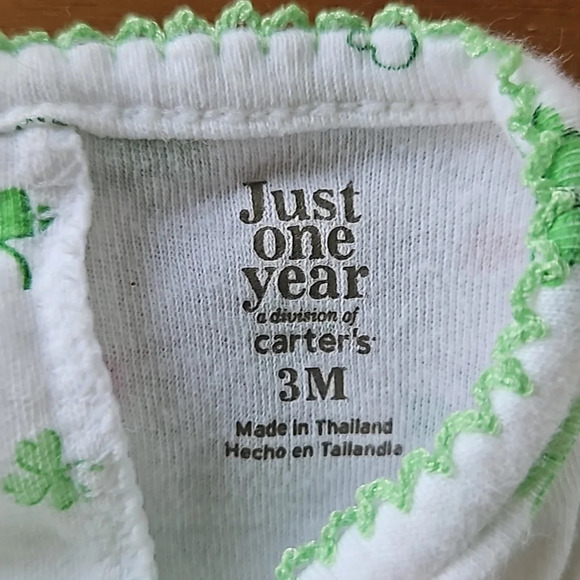 Just
one
year
a division of
carter's
3M
Made in Thailand
Hecho en Tailandia